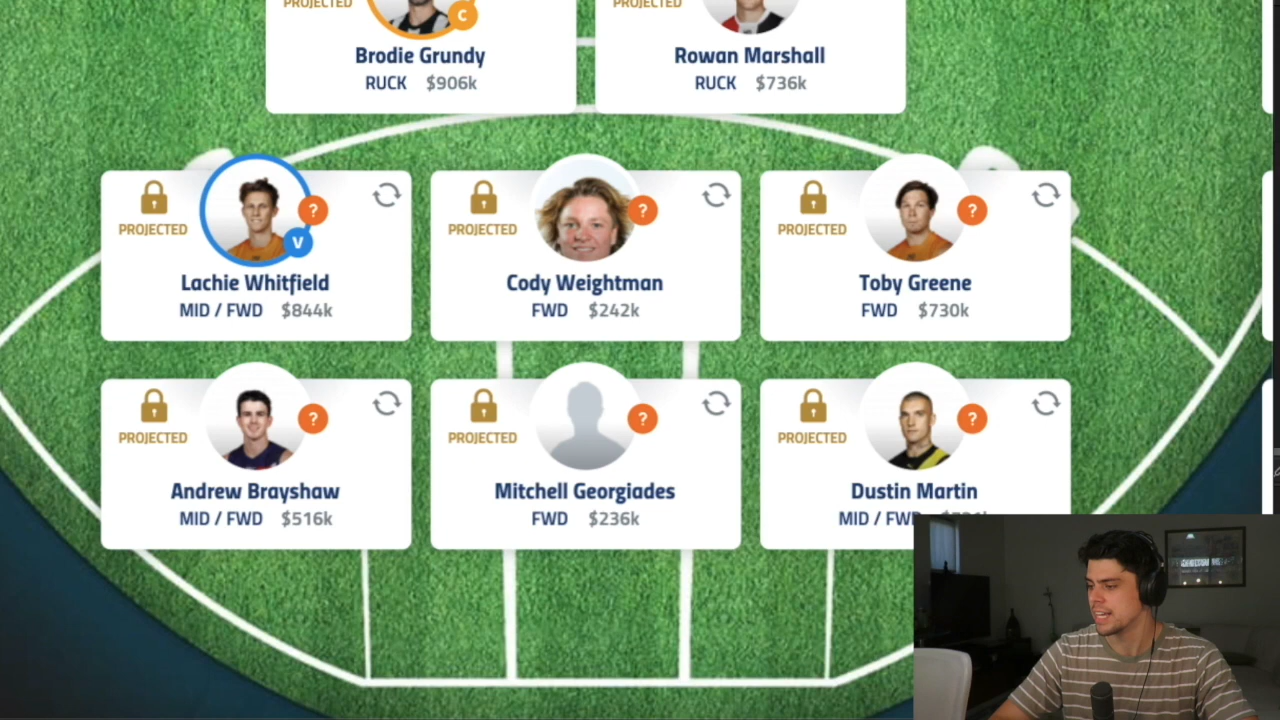 PROJECTED
C
PROJECTED
Brodie Grundy
RUCK $906k
Rowan Marshall
RUCK $736k
PROJECTED
?
V
Lachie Whitfield
MID / FWD $844k
PROJECTED
?
Cody Weightman
FWD $242k
PROJECTED
?
Toby Greene
FWD $730k
PROJECTED
?
Andrew Brayshaw
MID / FWD $516k
PROJECTED
?
Mitchell Georgiades
FWD $236k
PROJECTED
?
Dustin Martin
MID / FWD